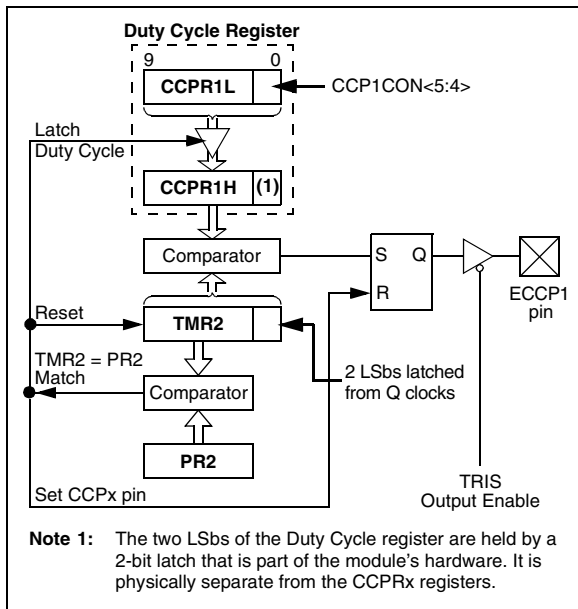 Duty Cycle Register
9 0
CCPR1L
CCP1CON<5:4>
Latch
Duty Cycle
CCPR1H (1)
Comparator
S Q
R
ECCP1
pin
Reset
TMR2
TMR2 = PR2
Match
2 LSbs latched
from Q clocks
Comparator
PR2
Set CCPx pin
TRIS
Output Enable
Note 1: The two LSbs of the Duty Cycle register are held by a
2-bit latch that is part of the module's hardware. It is
physically separate from the CCPRx registers.